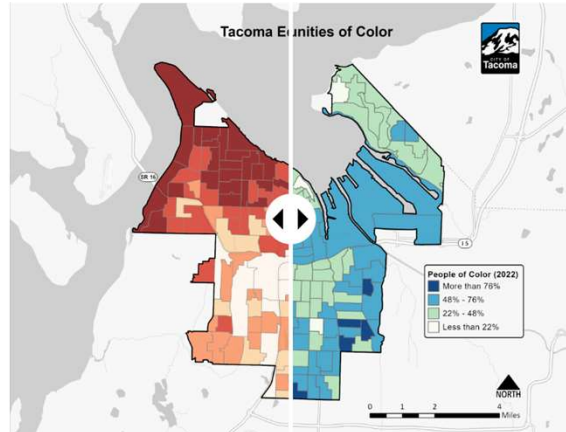 Tacoma Equnities of Color
CITY OF
Tacoma
SR 16
I 5
People of Color (2022)
More than 76%
48% - 76%
22% - 48%
Less than 22%
NORTH
0 1 2 4
Miles